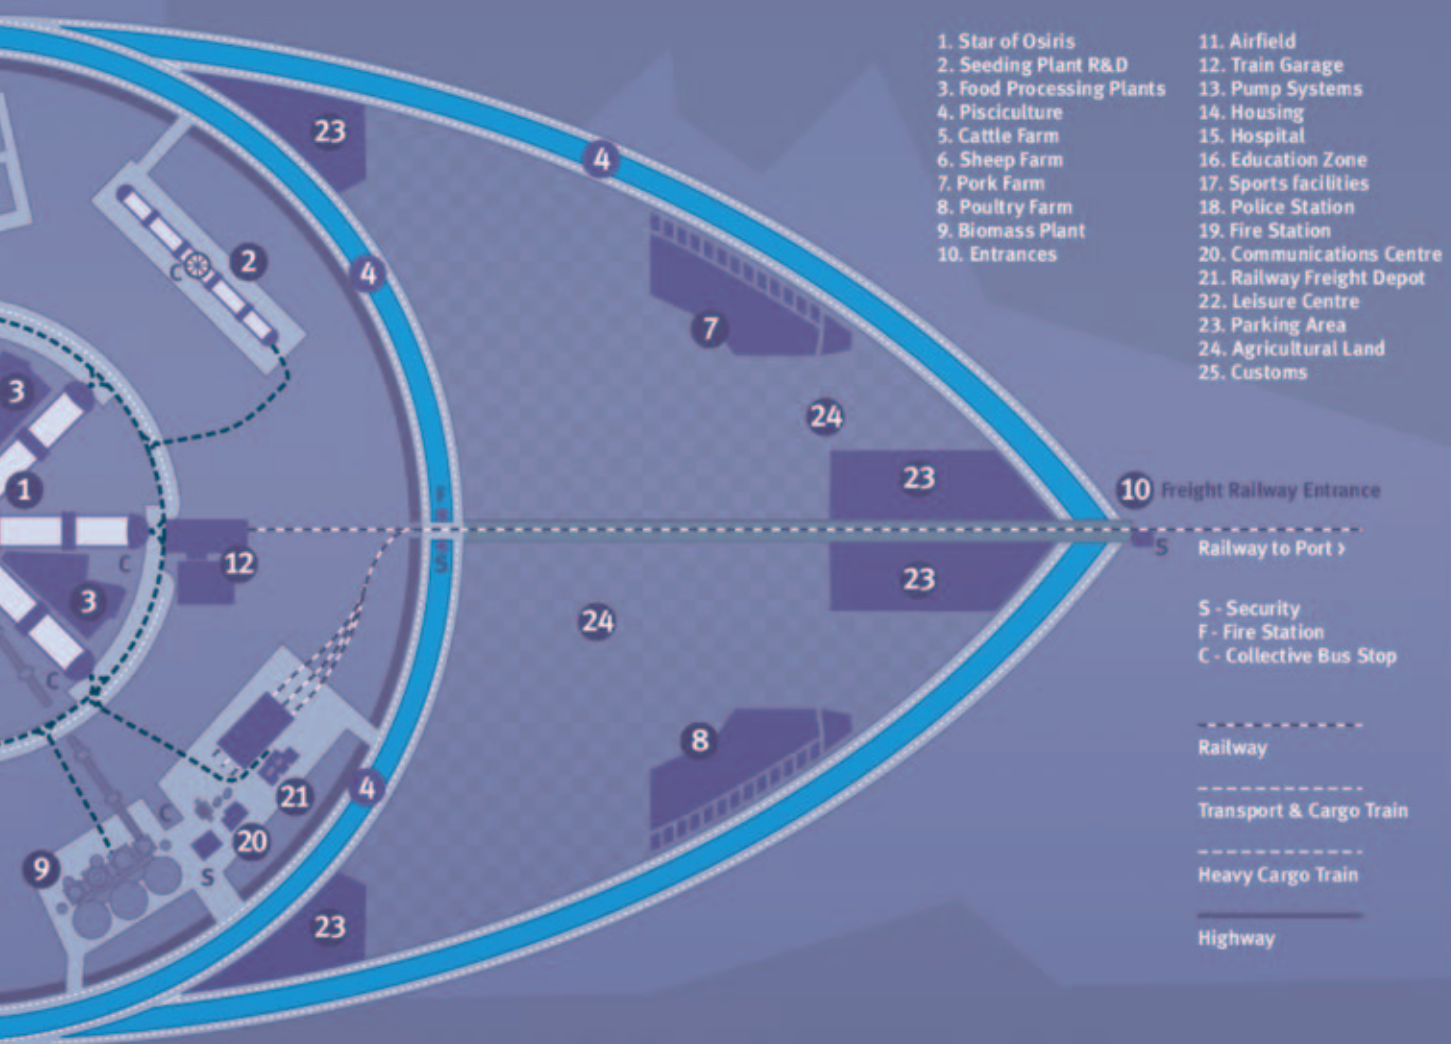 1. Star of Osiris
2. Seeding Plant R&D
3. Food Processing Plants
4. Pisciculture
5. Cattle Farm
6. Sheep Farm
7. Pork Farm
8. Poultry Farm
9. Biomass Plant
10. Entrances
11. Airfield
12. Train Garage
13. Pump Systems
14. Housing
15. Hospital
16. Education Zone
17. Sports facilities
18. Police Station
19. Fire Station
20. Communications Centre
21. Railway Freight Depot
22. Leisure Centre
23. Parking Area
24. Agricultural Land
25. Customs
23
4
2
C
4
7
3
24
1
23
10 Freight Railway Entrance
F
S
S
Railway to Port >
C
12
23
3
24
S - Security
F - Fire Station
C - Collective Bus Stop
C
8
Railway
4
21
C
20
Transport & Cargo Train
9
S
Heavy Cargo Train
23
Highway